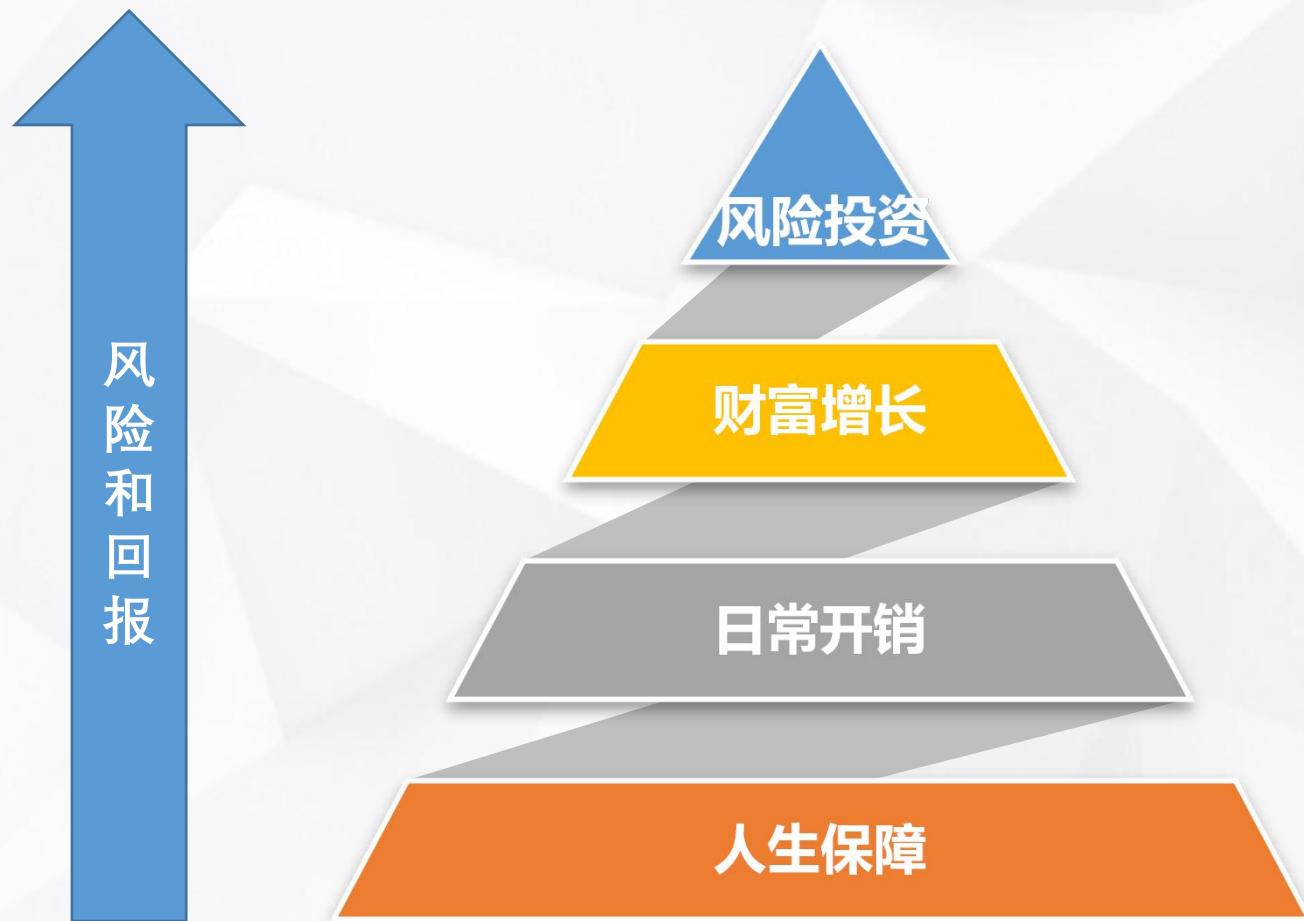 风险和回报
风险投资
财富增长
日常开销
人生保障